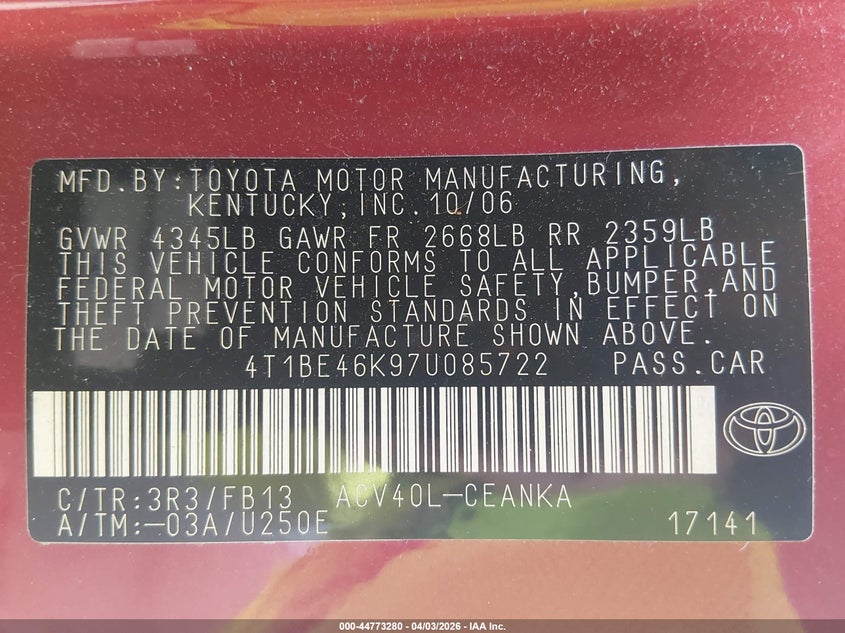 MFD.BY:TOYOTA MOTOR MANUFACTURING,
KENTUCKY,INC.10/06
GVWR 4345LB GAWR FR 2668LB RR 2359LB
THIS VEHICLE CONFORMS TO ALL APPLICABLE
FEDERAL MOTOR VEHICLE SAFETY,BUMPER,AND
THEFT PREVENTION STANDARDS IN EFFECT ON
THE DATE OF MANUFACTURE SHOWN ABOVE.
4T1BE46K97U085722 PASS.CAR
C/TR:3R3/FB13 ACV40L-CEANKA
A/TM:-03A/U250E 17141
000-44773280 - 04/03/2026 - IAA Inc.